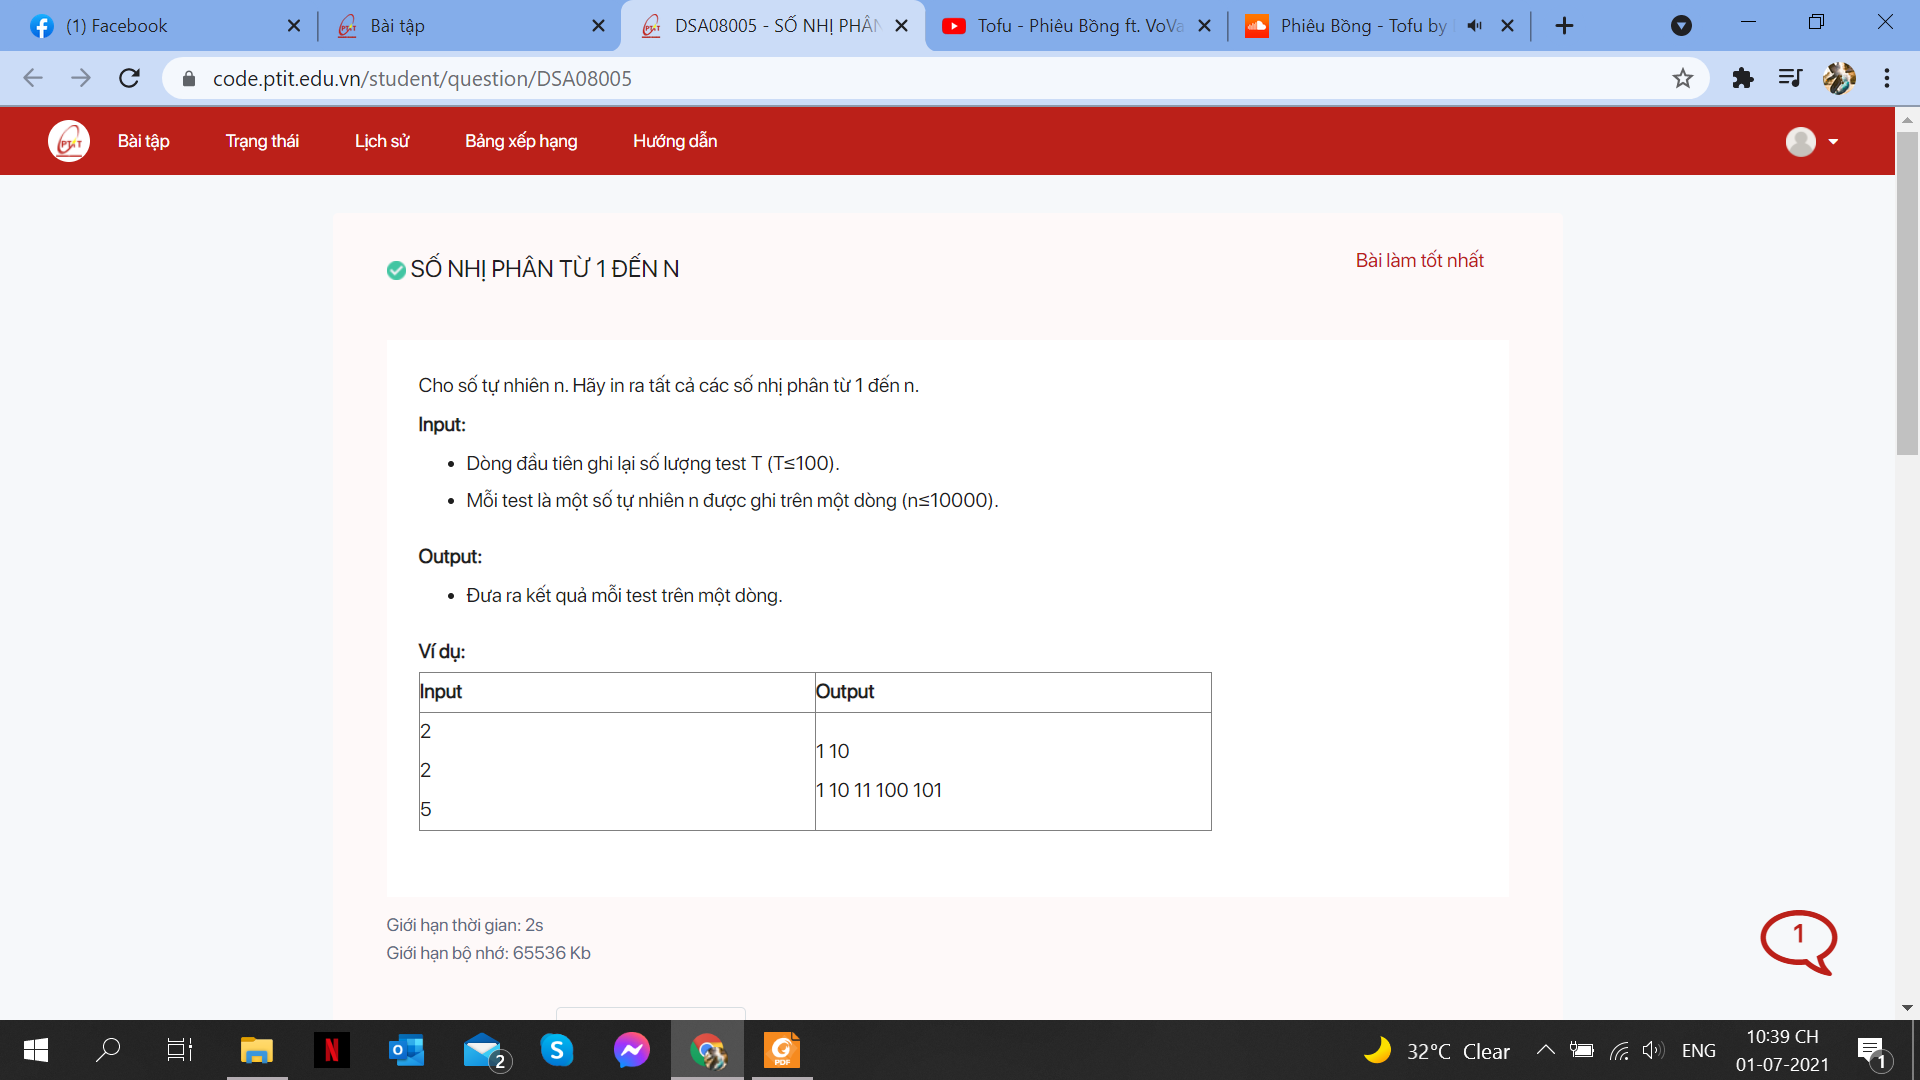 (1) Facebook
Bài tập
DSA08005 - SỐ NHỊ PHÂN
Tofu - Phiêu Bồng ft. VoVa
Phiêu Bồng - Tofu by
code.ptit.edu.vn/student/question/DSA08005
PTIT
Bài tập
Trạng thái
Lịch sử
Bảng xếp hạng
Hướng dẫn
SỐ NHỊ PHÂN TỪ 1 ĐẾN N
Bài làm tốt nhất
Cho số tự nhiên n. Hãy in ra tất cả các số nhị phân từ 1 đến n.
Input:
• Dòng đầu tiên ghi lại số lượng test T (T≤100).
• Mỗi test là một số tự nhiên n được ghi trên một dòng (n≤10000).
Output:
• Đưa ra kết quả mỗi test trên một dòng.
Ví dụ:
Input
Output
2
2
5
1 10
1 10 11 100 101
Giới hạn thời gian: 2s
Giới hạn bộ nhớ: 65536 Kb
1
N
2
PDF
32°C Clear
ENG
10:39 CH
01-07-2021
1